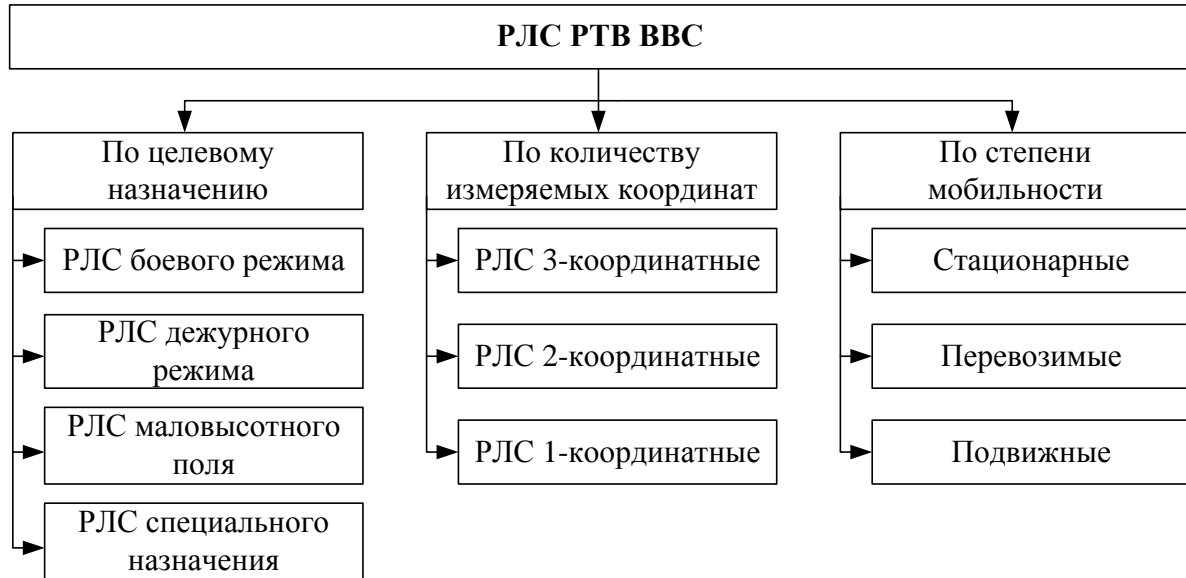 РЛС РТВ ВВС
По целевому
назначению
РЛС боевого режима
РЛС дежурного
режима
РЛС маловысотного
поля
РЛС специального
назначения
По количеству
измеряемых координат
РЛС 3-координатные
РЛС 2-координатные
РЛС 1-координатные
По степени
мобильности
Стационарные
Перевозимые
Подвижные